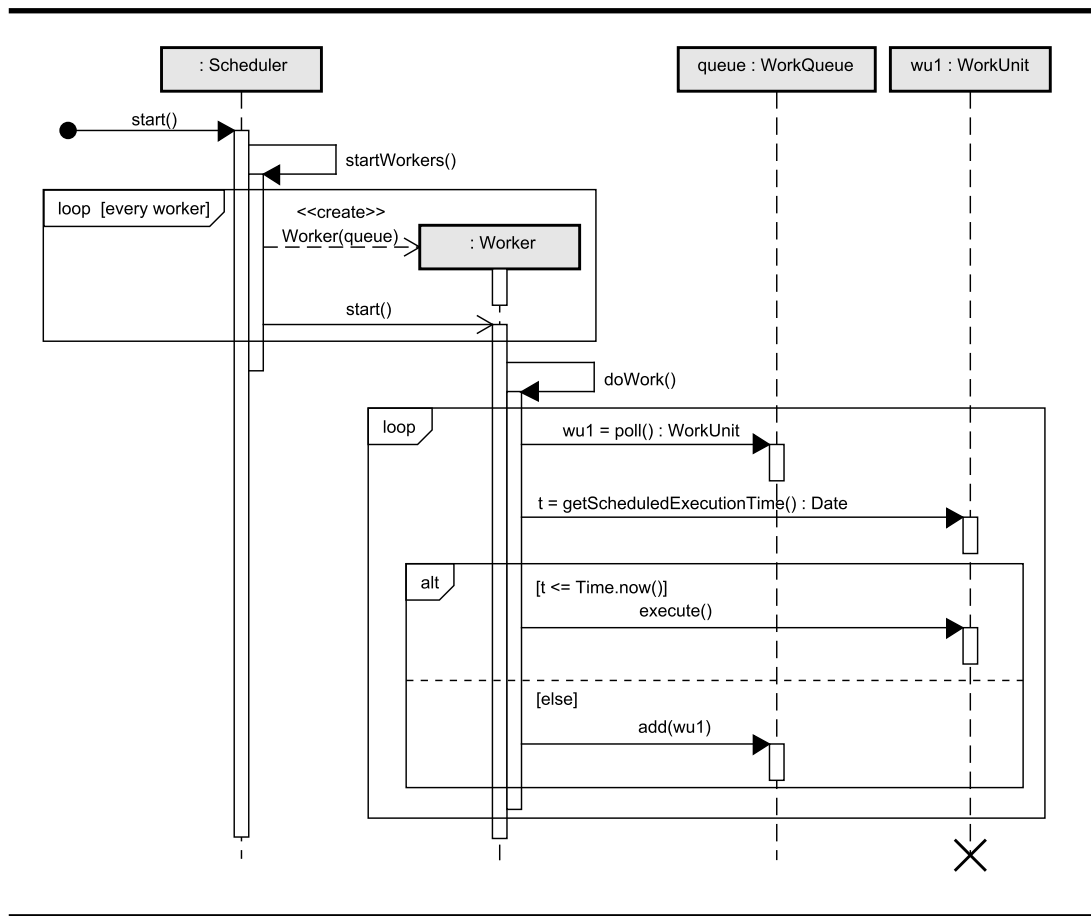 : Scheduler
queue : WorkQueue
wu1 : WorkUnit
start()
startWorkers()
loop [every worker]
<<create>>
Worker(queue)
: Worker
start()
doWork()
loop
wu1 = poll() : WorkUnit
t = getScheduledExecutionTime() : Date
alt
[t <= Time.now()]
execute()
[else]
add(wu1)